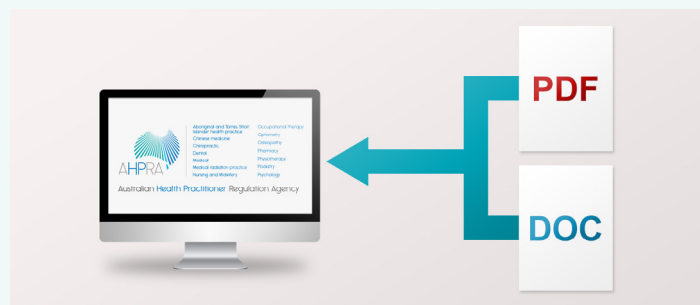 Aboriginal and Torres Strait
Islander health practice
Chinese medicine
Chiropractic
Dental
Medical
Medical radiation practice
Nursing and Midwifery
Occupational therapy
Optometry
Osteopathy
Pharmacy
Physiotherapy
Podiatry
Psychology
AHPRA
Australian Health Practitioner Regulation Agency
PDF
DOC